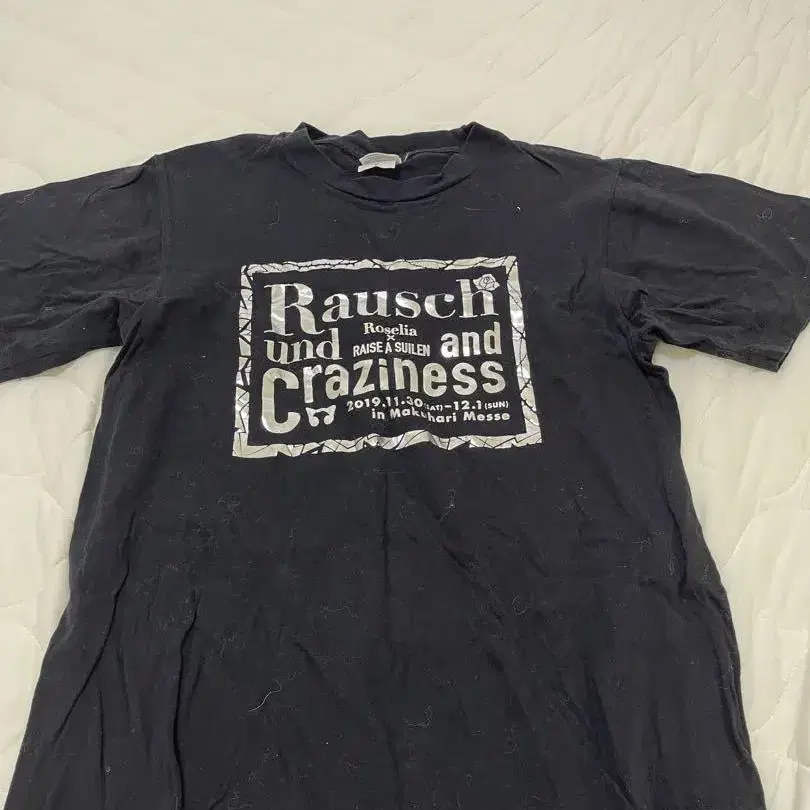 Rausch
Roselia
×
und RAISE A SUILEN and
Craziness
2019.11.30(SAT)-12.1(SUN)
in Makuhari Messe